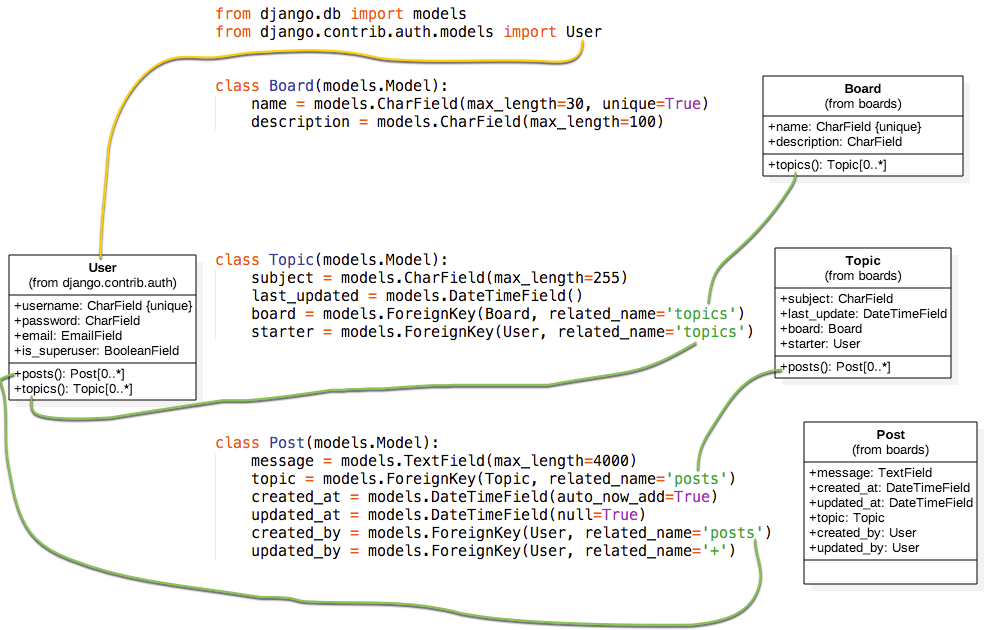 from django.db import models
from django.contrib.auth.models import User
class Board(models.Model):
name = models.CharField(max_length=30, unique=True)
description = models.CharField(max_length=100)
Board
(from boards)
+name: CharField {unique}
+description: CharField
+topics(): Topic[0..*]
User
(from django.contrib.auth)
+username: CharField {unique}
+password: CharField
+email: EmailField
+is_superuser: BooleanField
+posts(): Post[0..*]
+topics(): Topic[0..*]
class Topic(models.Model):
subject = models.CharField(max_length=255)
last_updated = models.DateTimeField()
board = models.ForeignKey(Board, related_name='topics')
starter = models.ForeignKey(User, related_name='topics')
Topic
(from boards)
+subject: CharField
+last_update: DateTimeField
+board: Board
+starter: User
+posts(): Post[0..*]
class Post(models.Model):
message = models.TextField(max_length=4000)
topic = models.ForeignKey(Topic, related_name='posts')
created_at = models.DateTimeField(auto_now_add=True)
updated_at = models.DateTimeField(null=True)
created_by = models.ForeignKey(User, related_name='posts')
updated_by = models.ForeignKey(User, related_name='+')
Post
(from boards)
+message: TextField
+created_at: DateTimeField
+updated_at: DateTimeField
+topic: Topic
+created_by: User
+updated_by: User